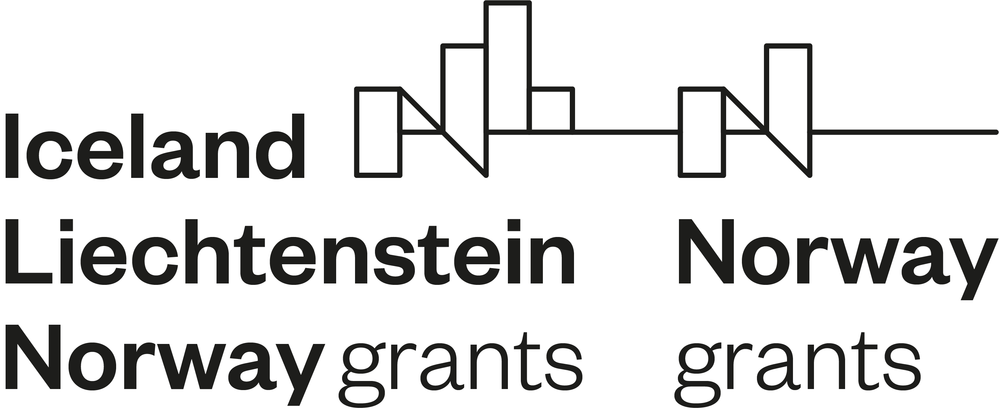 Iceland
Liechtenstein
Norway grants
Norway
grants